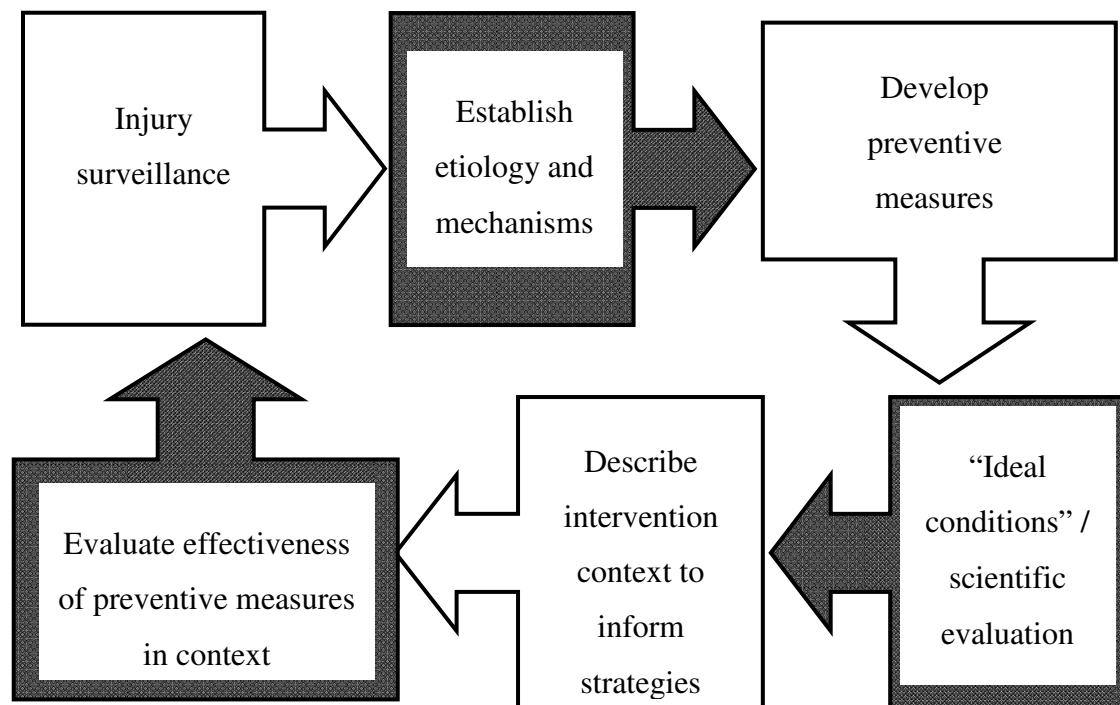 Injury
surveillance
Establish
etiology and
mechanisms
Develop
preventive
measures
“Ideal
conditions” /
scientific
evaluation
Describe
intervention
context to
inform
strategies
Evaluate effectiveness
of preventive measures
in context